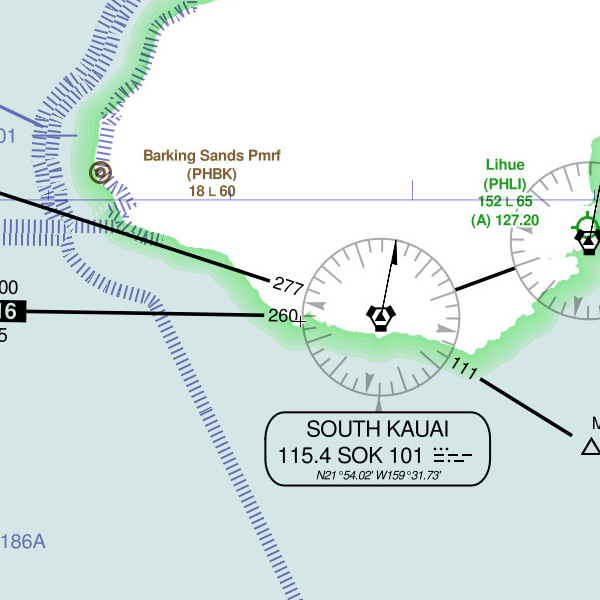 01
Barking Sands Pmrf
(PHBK)
18 L 60
Lihue
(PHLI)
152 L 65
(A) 127.20
277
00
16
5
260
111
SOUTH KAUAI
115.4 SOK 101
N21°54.02' W159°31.73'
M
186A